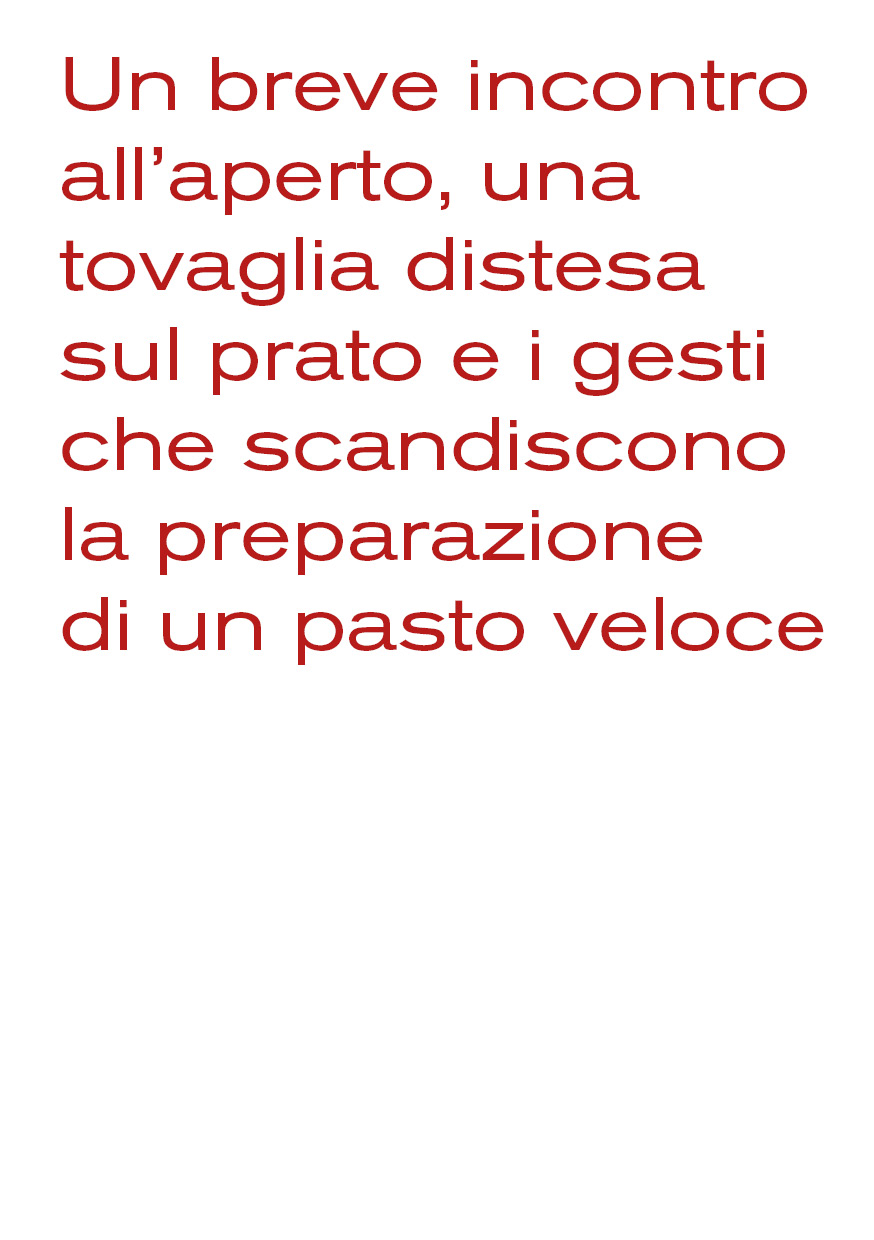 Un breve incontro
all’aperto, una
tovaglia distesa
sul prato e i gesti
che scandiscono
la preparazione
di un pasto veloce